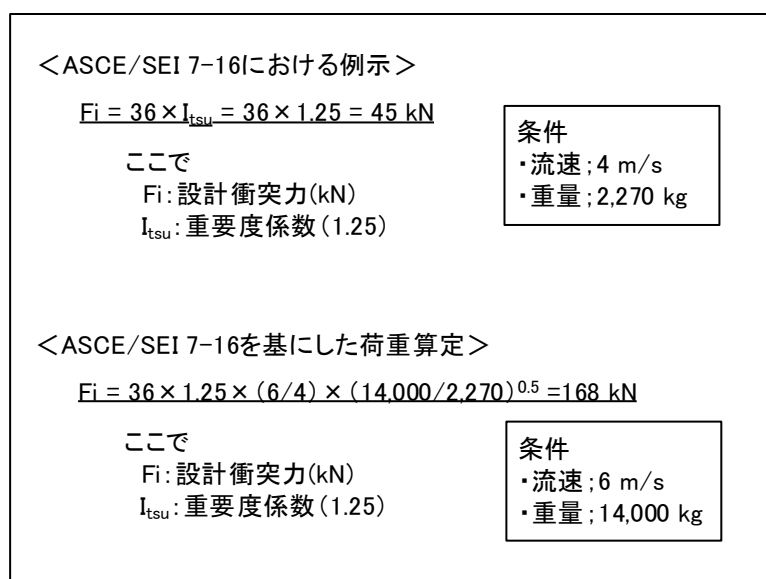 ＜ASCE/SEI 7-16における例示＞
Fi = 36×Itsu = 36×1.25 = 45 kN
ここで
Fi：設計衝突力(kN)
Itsu：重要度係数（1.25）
条件
・流速；4 m/s
・重量；2,270 kg
＜ASCE/SEI 7-16を基にした荷重算定＞
Fi = 36×1.25×(6/4)×(14,000/2,270)0.5 =168 kN
ここで
Fi：設計衝突力(kN)
Itsu：重要度係数（1.25）
条件
・流速；6 m/s
・重量；14,000 kg